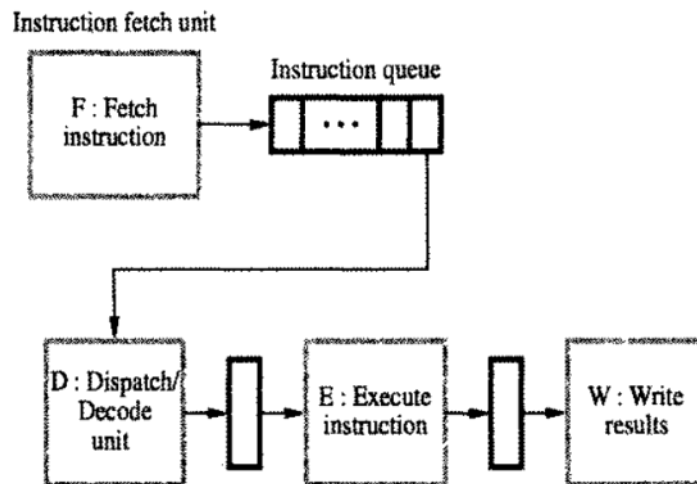 Instruction fetch unit
Instruction queue
F : Fetch
instruction
...
D : Dispatch/
Decode
unit
E : Execute
instruction
W : Write
results